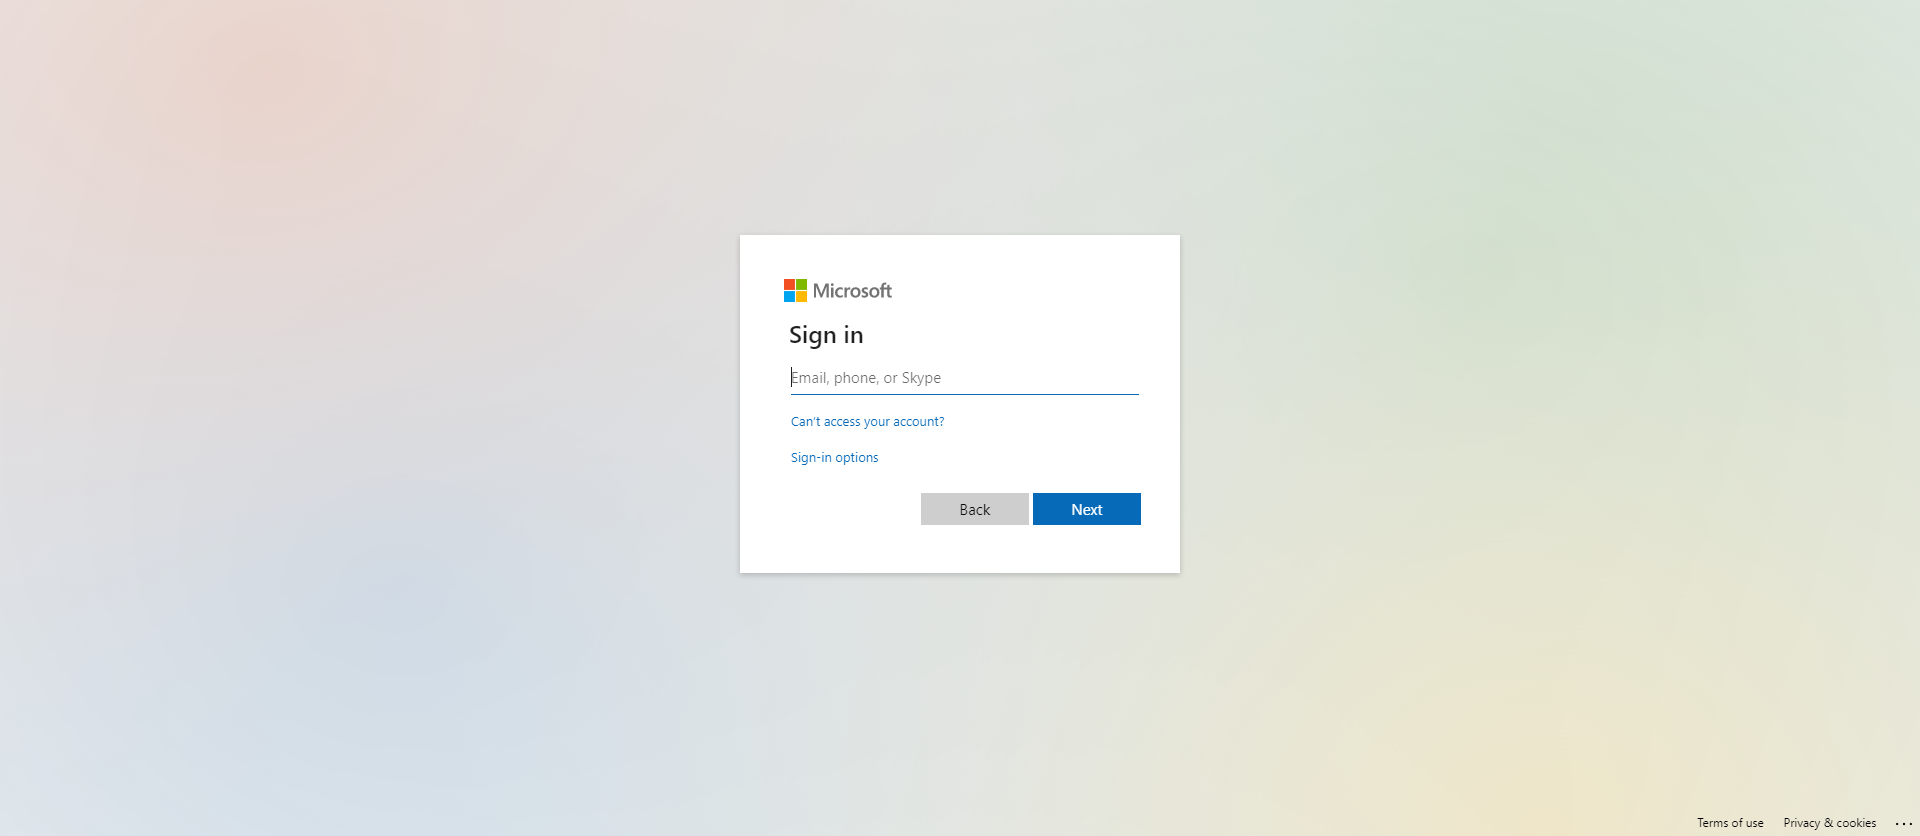 Microsoft
Sign in
Email, phone, or Skype
Can't access your account?
Sign-in options
Back Next
Terms of use Privacy & cookies ...